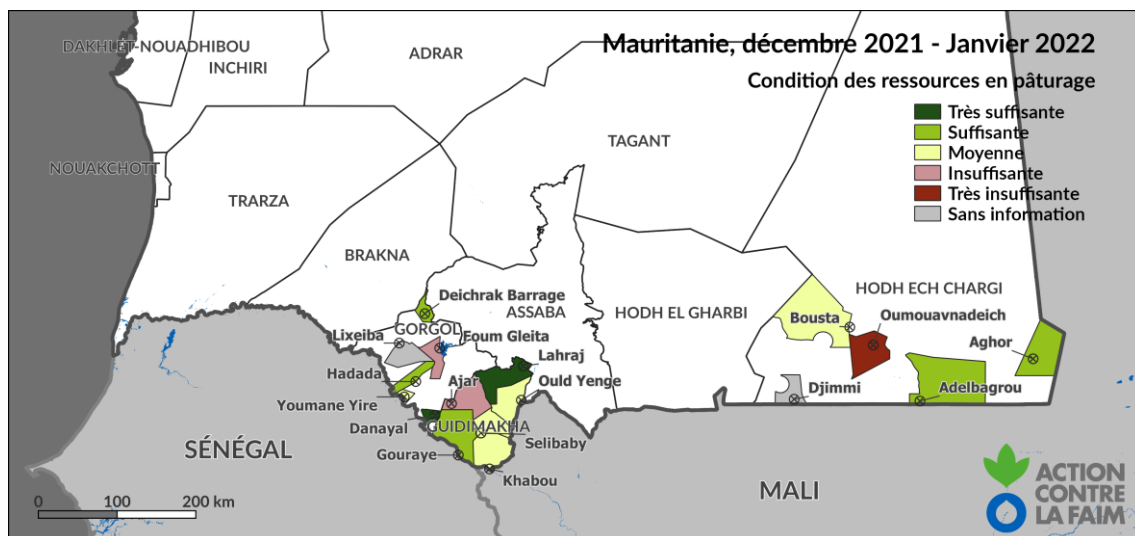 Mauritanie, décembre 2021 - Janvier 2022
Condition des ressources en pâturage
Très suffisante
Suffisante
Moyenne
Insuffisante
Très insuffisante
Sans information
DAKHLET-NOUADHIBOU
INCHIRI
ADRAR
TAGANT
NOUAKCHOTT
TRARZA
BRAKNA
HODH ECH CHARGI
Deichrak Barrage
ASSABA
HODH EL GHARBI
Bousta
Oumouavnadeich
Lixeiba
GORGOL
Foum Gleita
Aghor
Lahraj
Hadada
Ajar
Ould Yenge
Djimmi
Adelbagrou
Youmane Yire
Danayal
GUIDIMAKHA
Selibaby
SÉNÉGAL
Gouraye
Khabou
MALI
0 100 200 km
ACTION
CONTRE
LA FAIM